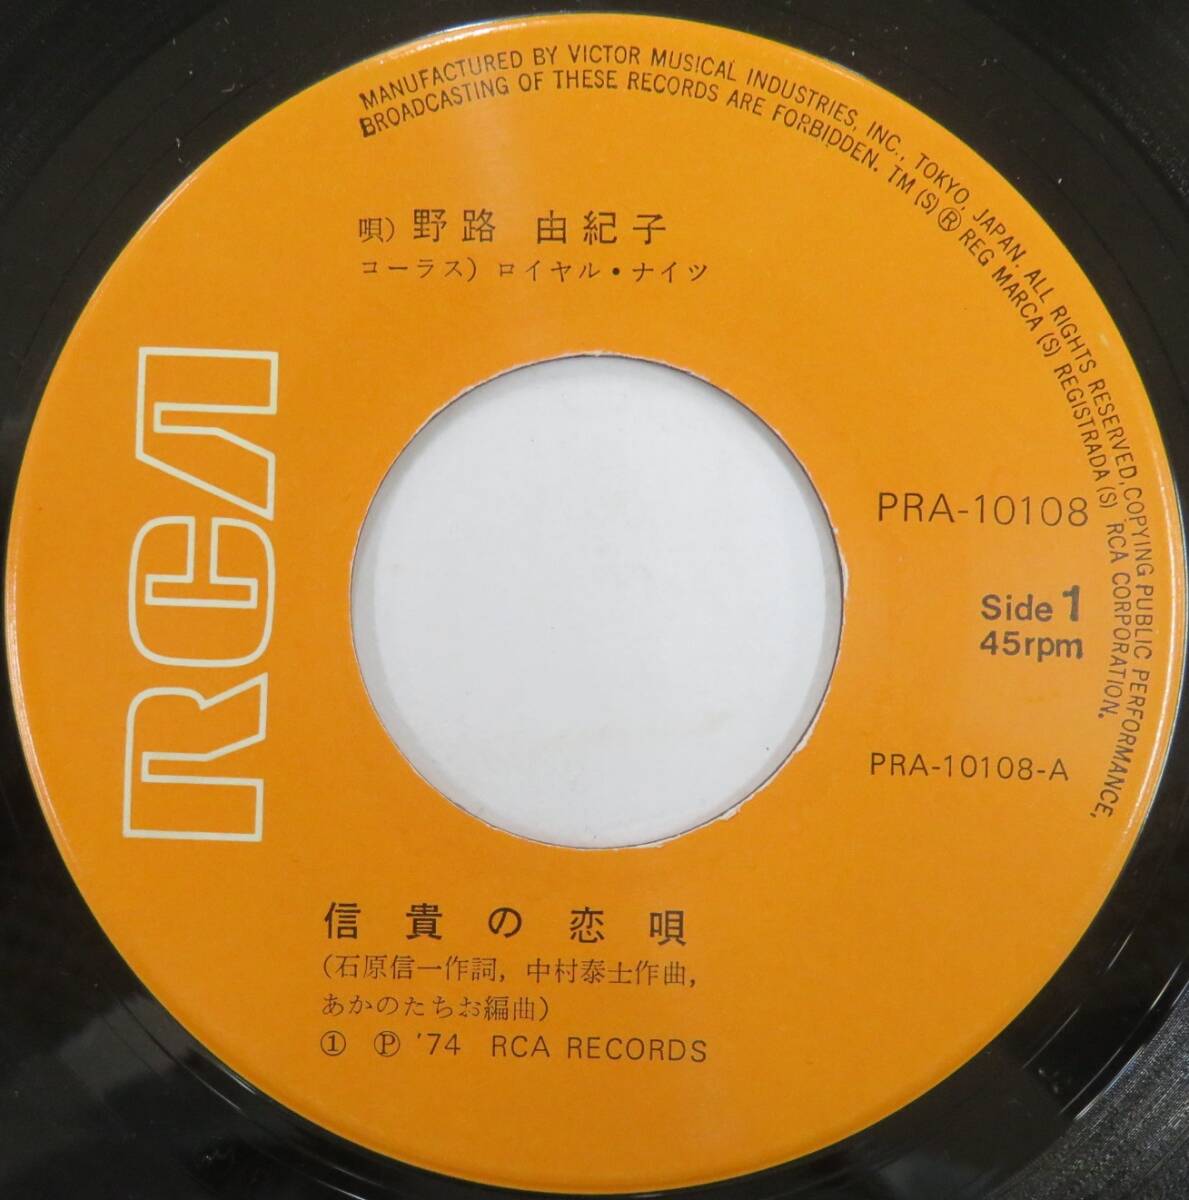 MANUFACTURED BY VICTOR MUSICAL INDUSTRIES, INC., TOKYO, JAPAN. ALL RIGHTS RESERVED, COPYING PUBLIC PERFORMANCE,
BROADCASTING OF THESE RECORDS ARE FORBIDDEN. TM (S) ® REG MARCA (S) REGISTRADA (S) RCA CORPORATION.
唄) 野路 由紀子
コーラス) ロイヤル・ナイツ
RCA
PRA-10108
Side 1
45rpm
PRA-10108-A
信貴の恋唄
(石原信一作詞, 中村泰士作曲,
あかのたちお編曲)
① Ⓟ '74 RCA RECORDS